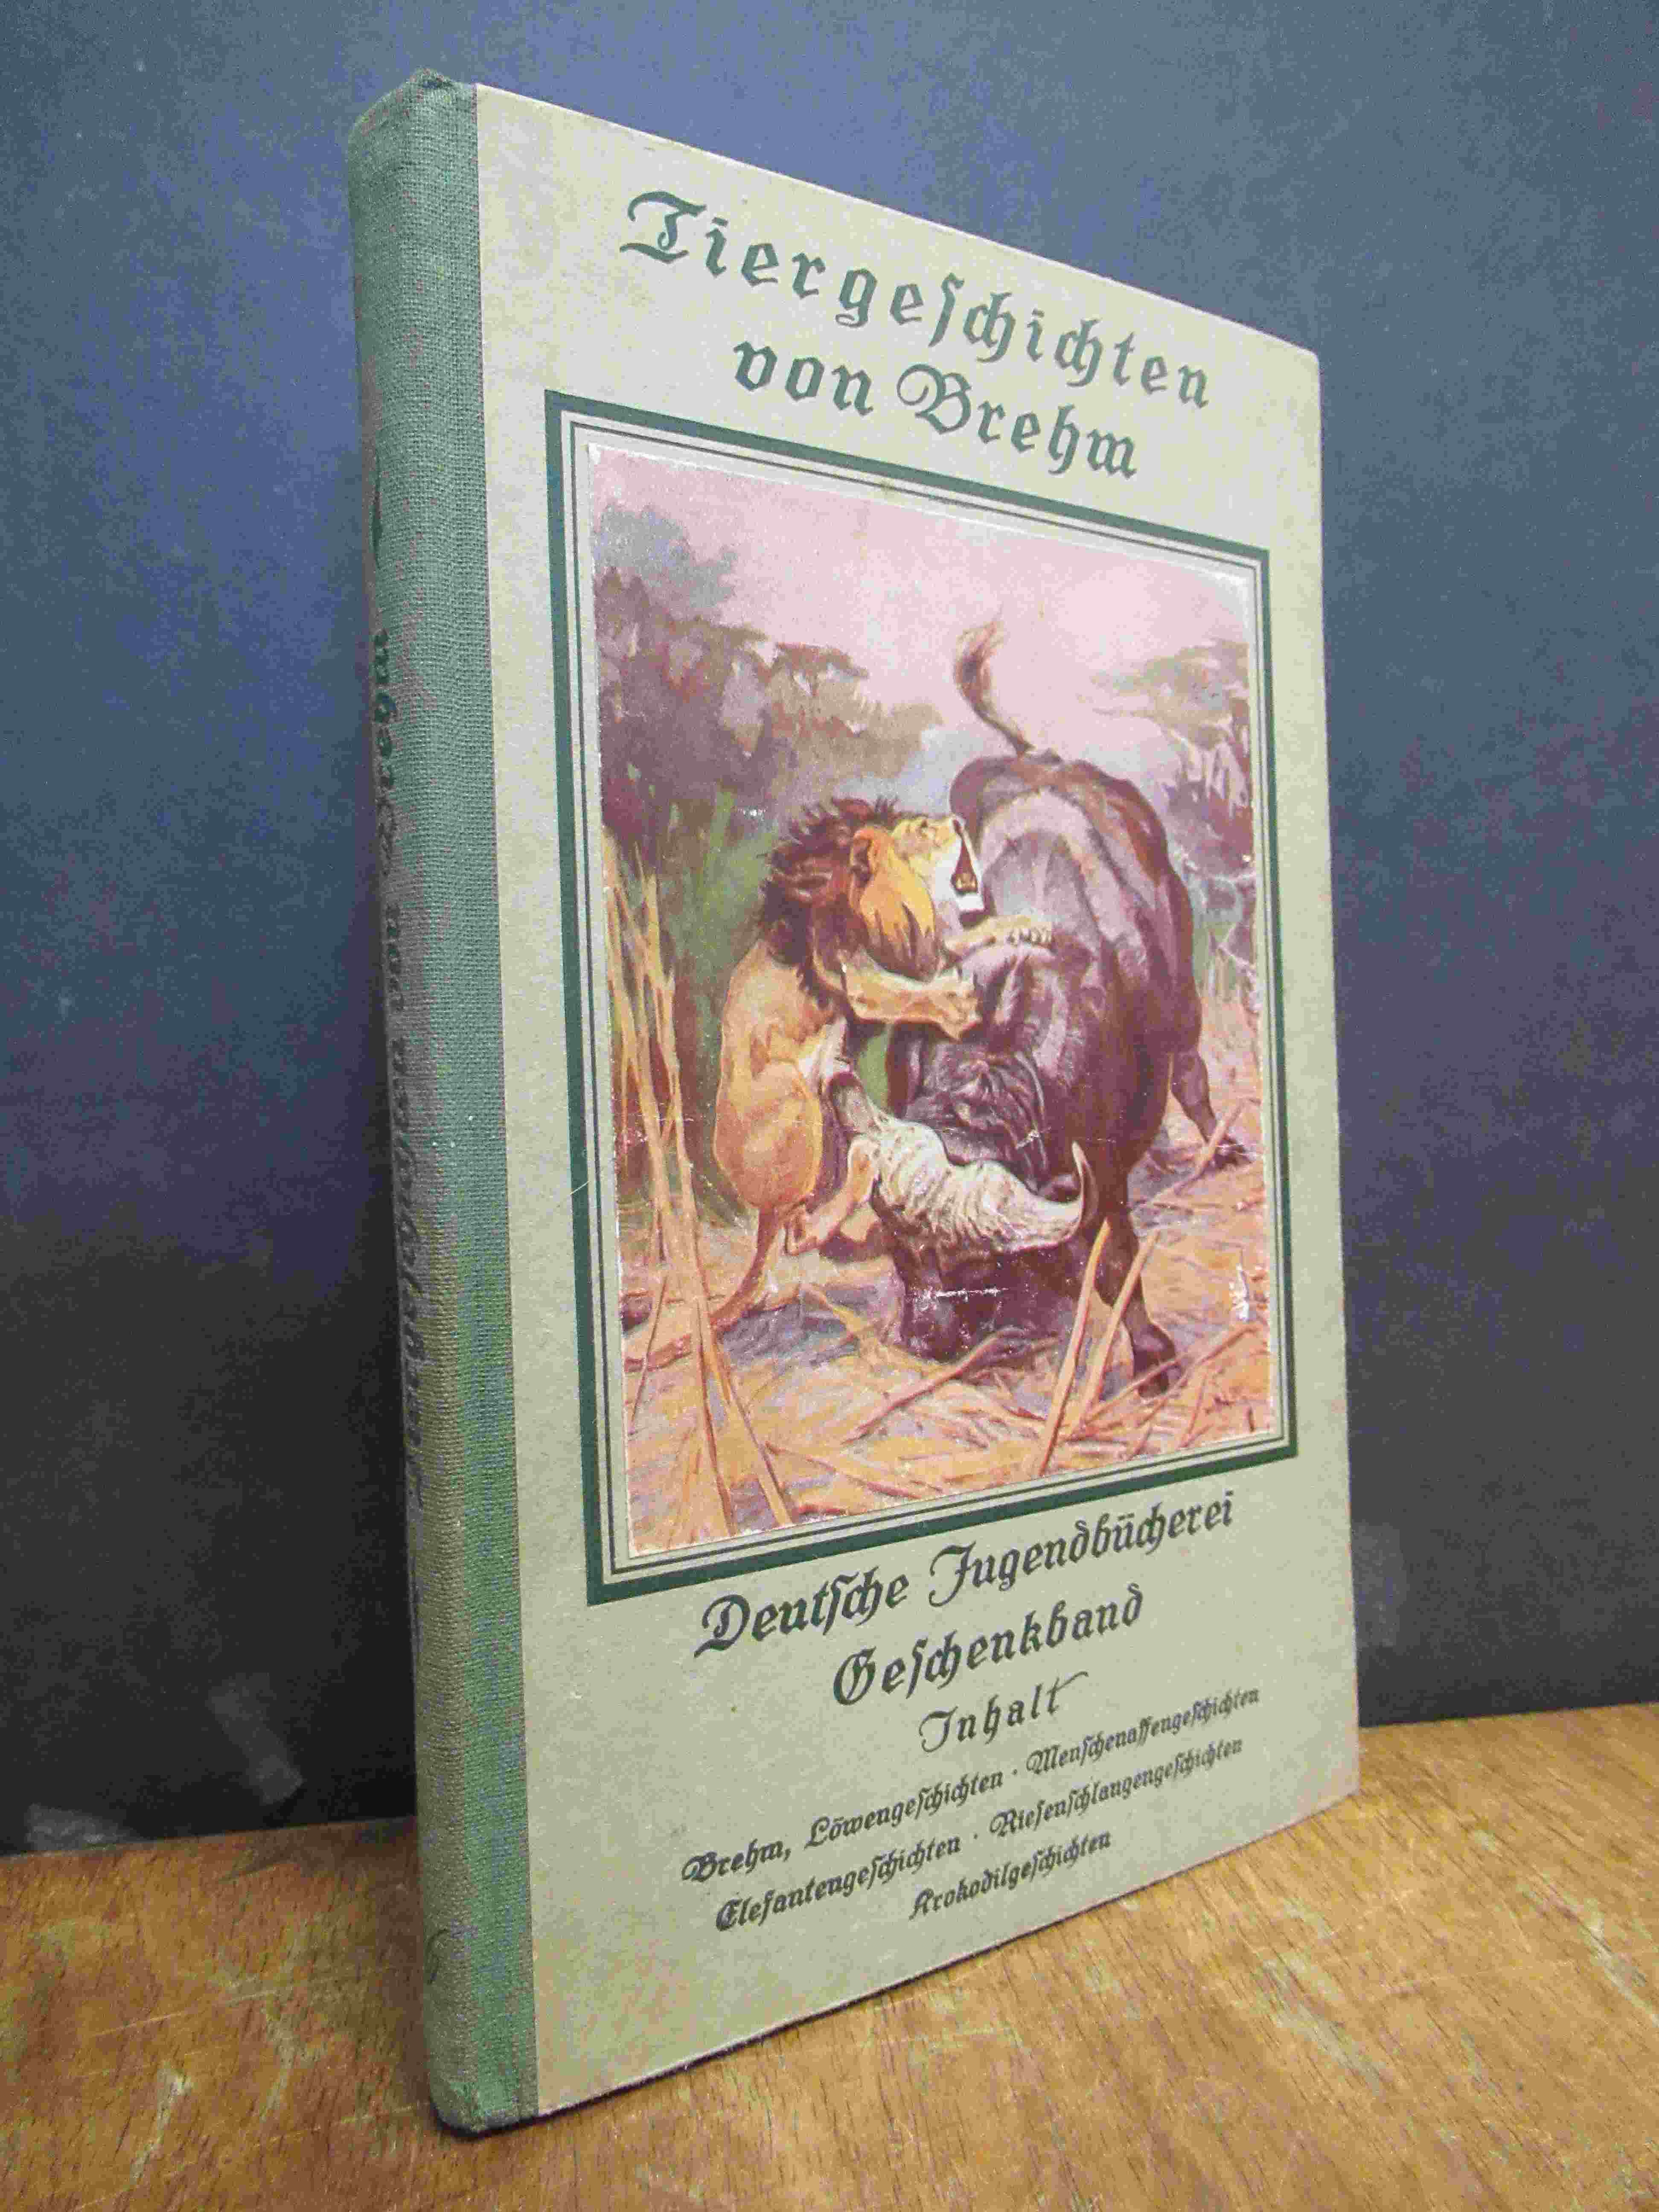 Tiergeschichten
von Brehm
Deutsche Jugendbücherei
Geschenkband
Inhalt
Brehm, Löwengeschichten · Menschenaffengeschichten
Elefantengeschichten · Riesenschlangengeschichten
Krokodilgeschichten
Tiergeschichten von Brehm